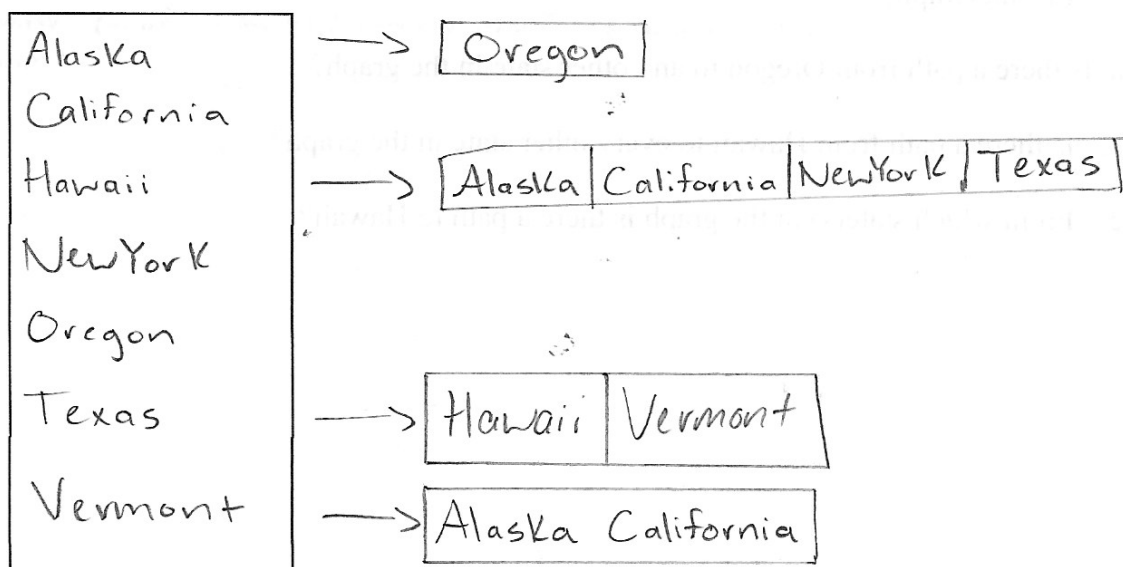 Alaska → Oregon
California
Hawaii → Alaska California NewYork Texas
NewYork
Oregon
Texas → Hawaii Vermont
Vermont → Alaska California